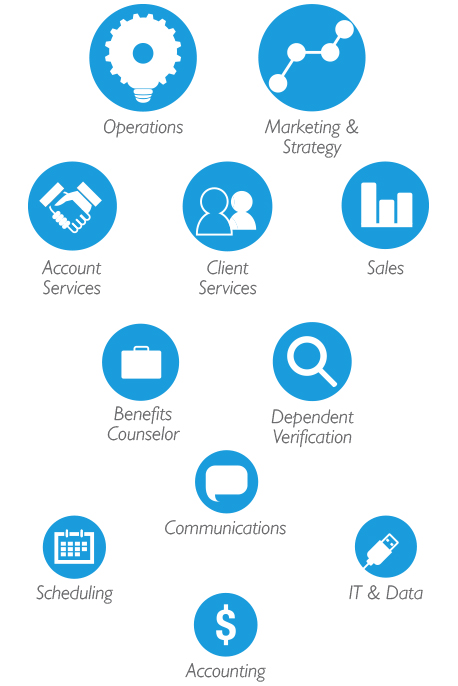 Operations
Marketing &
Strategy
Account
Services
Client
Services
Sales
Benefits
Counselor
Dependent
Verification
Communications
Scheduling
IT & Data
$
Accounting